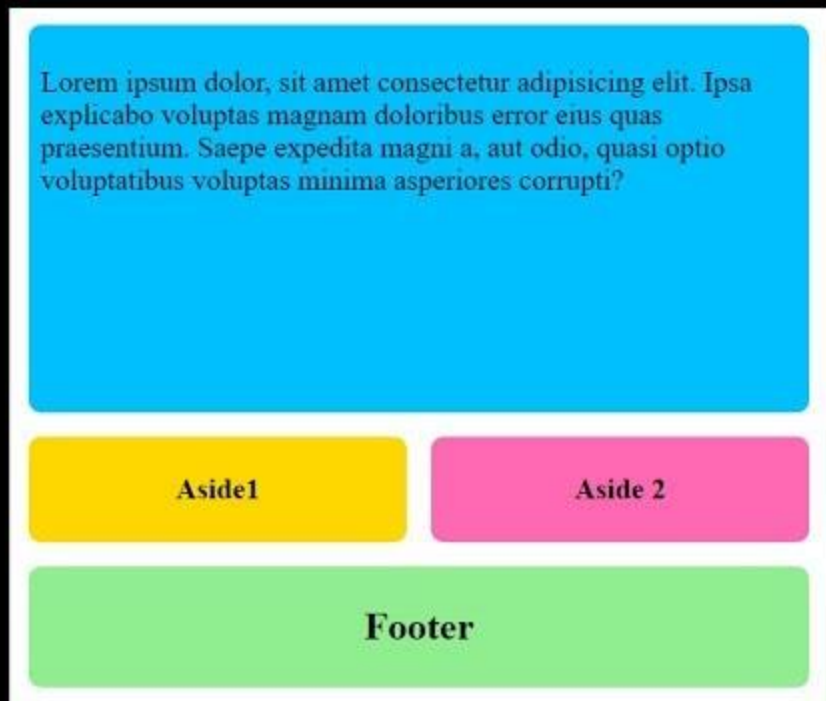 Lorem ipsum dolor, sit amet consectetur adipisicing elit. Ipsa
explicabo voluptas magnam doloribus error eius quas
praesentium. Saepe expedita magni a, aut odio, quasi optio
voluptatibus voluptas minima asperiores corrupti?
Aside1
Aside 2
Footer